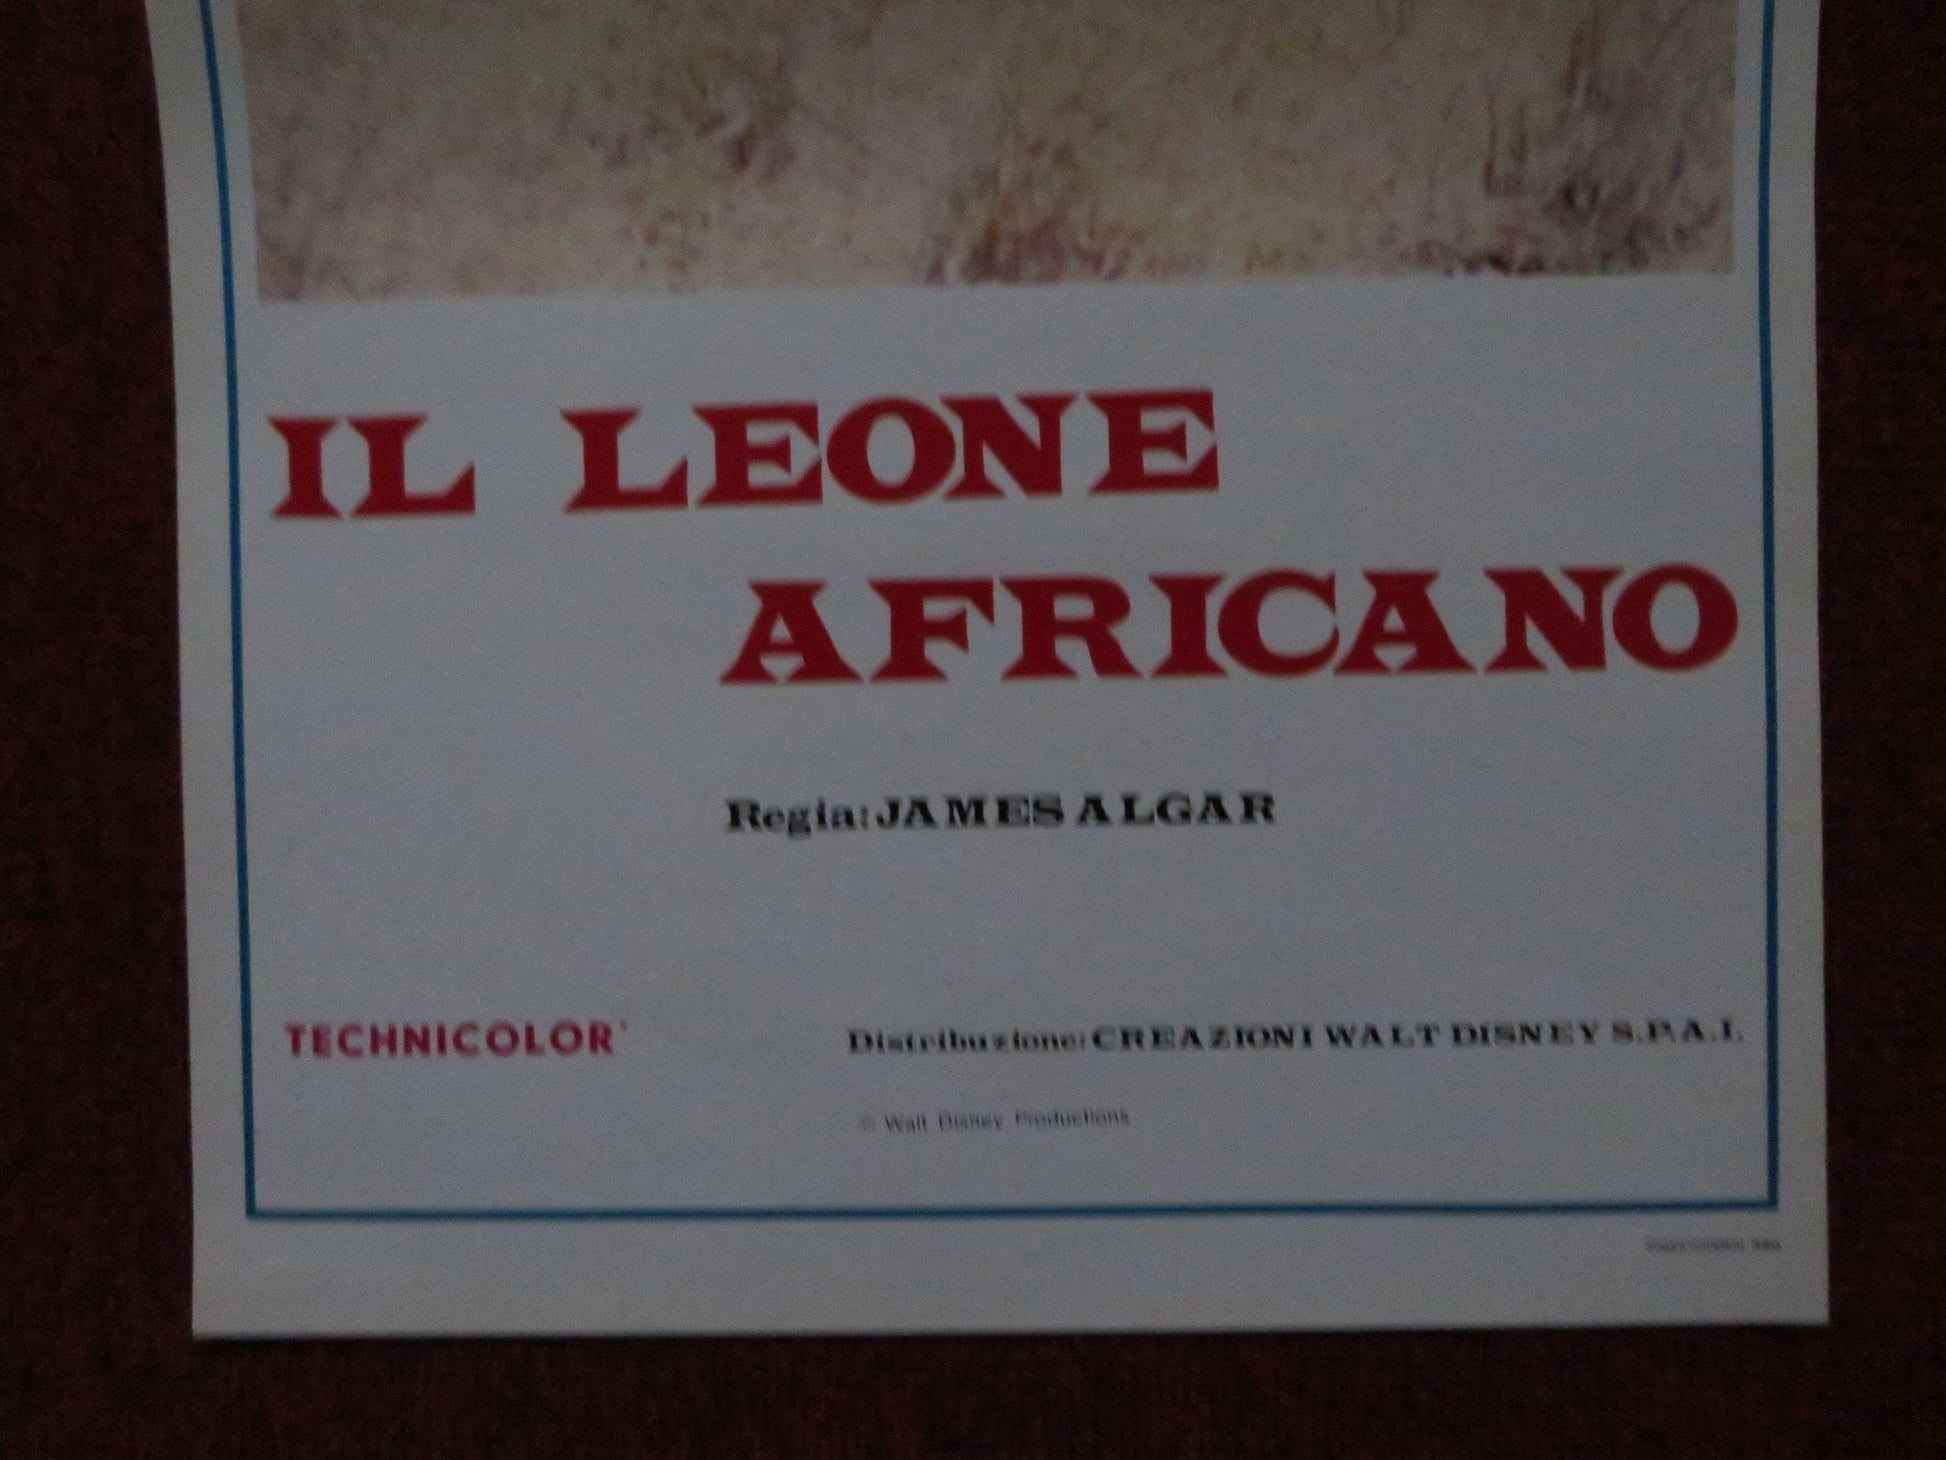 IL LEONE
AFRICANO
Regia: JAMES ALGAR
TECHNICOLOR
Distribuzione: CREAZIONI WALT DISNEY S.P.A.I.
© Walt Disney Productions